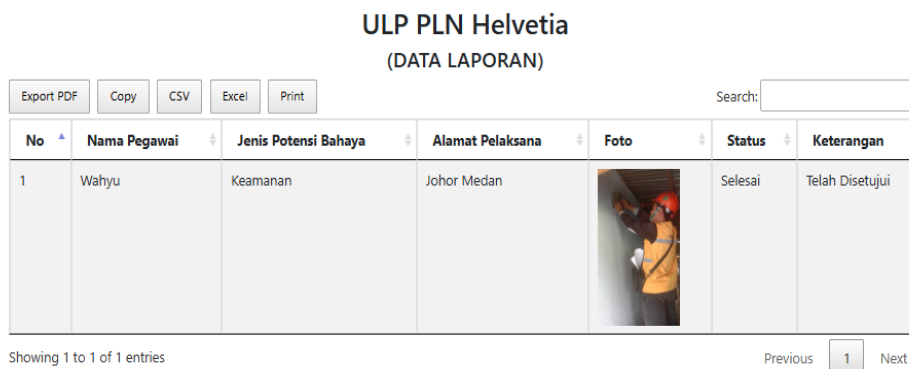 ULP PLN Helvetia
(DATA LAPORAN)
Export PDF Copy CSV Excel Print Search:
No Nama Pegawai Jenis Potensi Bahaya Alamat Pelaksana Foto Status Keterangan
1 Wahyu Keamanan Johor Medan Selesai Telah Disetujui
Showing 1 to 1 of 1 entries Previous 1 Next